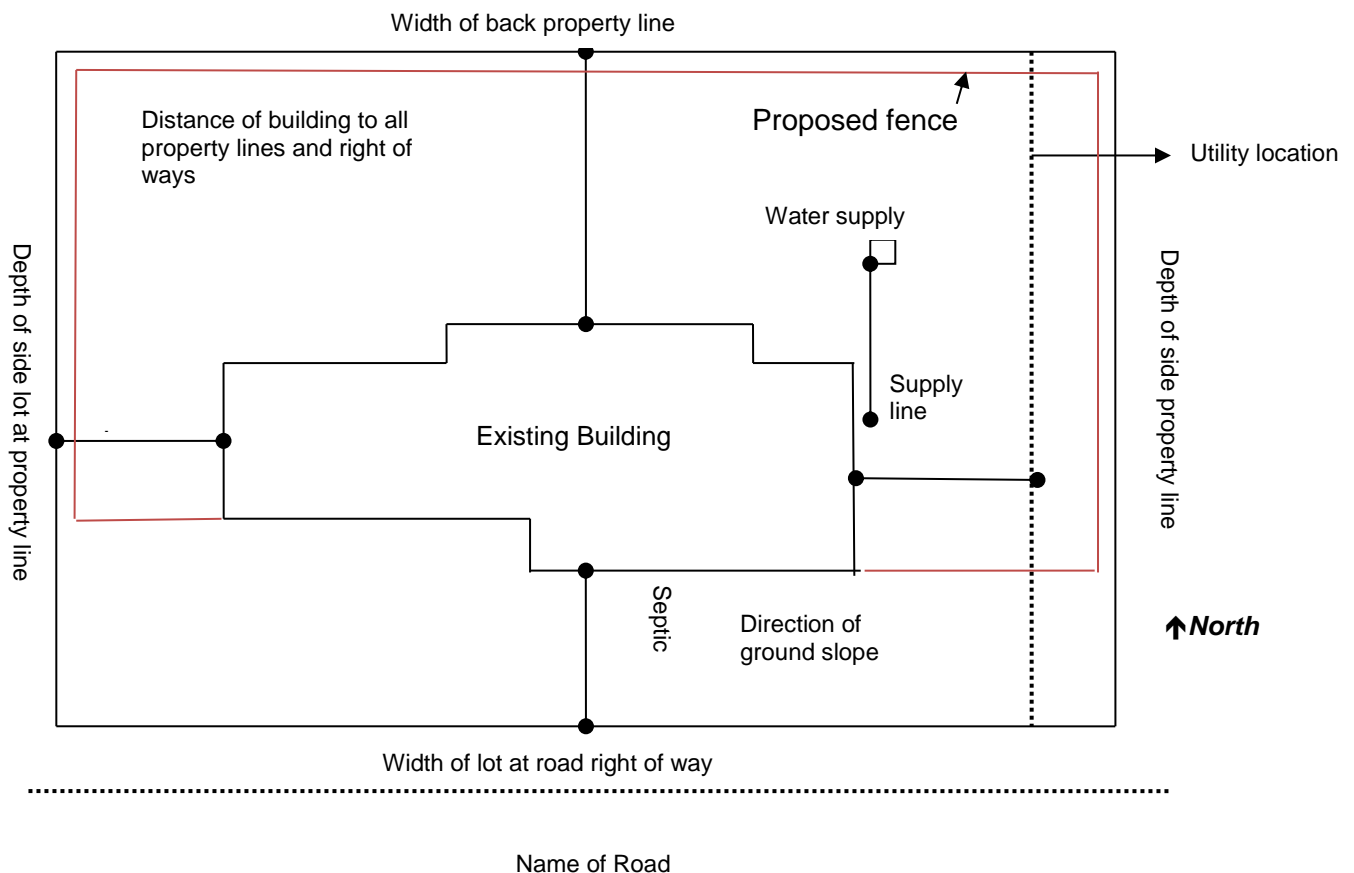 Width of back property line
Distance of building to all
property lines and right of
ways
Proposed fence
Utility location
Water supply
Depth of side lot at property line
Depth of side property line
Supply
line
Existing Building
Septic
Direction of
ground slope
North
Width of lot at road right of way
Name of Road